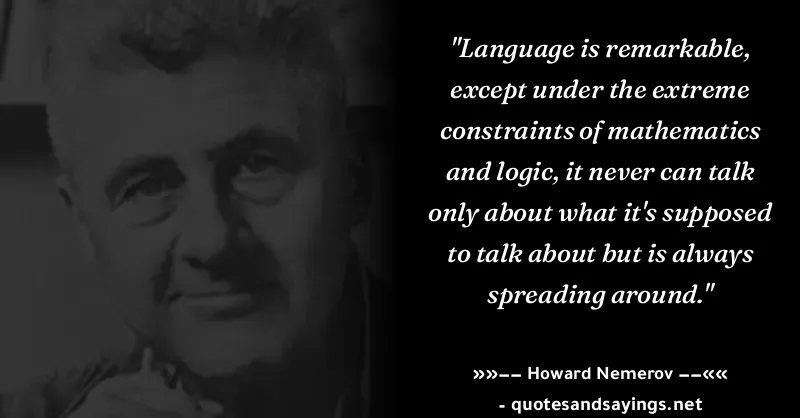 "Language is remarkable,
except under the extreme
constraints of mathematics
and logic, it never can talk
only about what it's supposed
to talk about but is always
spreading around."
»»−− Howard Nemerov −−««
- quotesandsayings.net